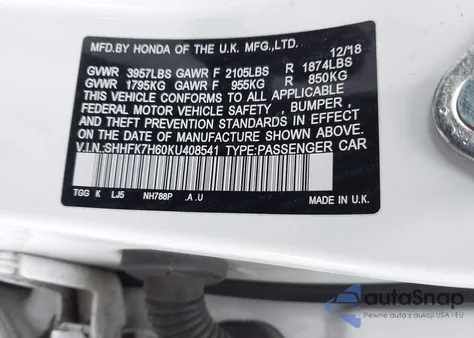 MFD.BY HONDA OF THE U.K. MFG.,LTD. 12/18
GVWR 3957LBS GAWR F 2105LBS R 1874LBS
GVWR 1795KG GAWR F 955KG R 850KG
THIS VEHICLE CONFORMS TO ALL APPLICABLE
FEDERAL MOTOR VEHICLE SAFETY, BUMPER,
AND THEFT PREVENTION STANDARDS IN EFFECT
ON THE DATE OF MANUFACTURE SHOWN ABOVE.
V.I.N.:SHHFK7H60KU408541 TYPE:PASSENGER CAR
TGG K LJ5 NH788P .A .U MADE IN U.K.
autoSnap
Pewne auta z aukcji USA i EU